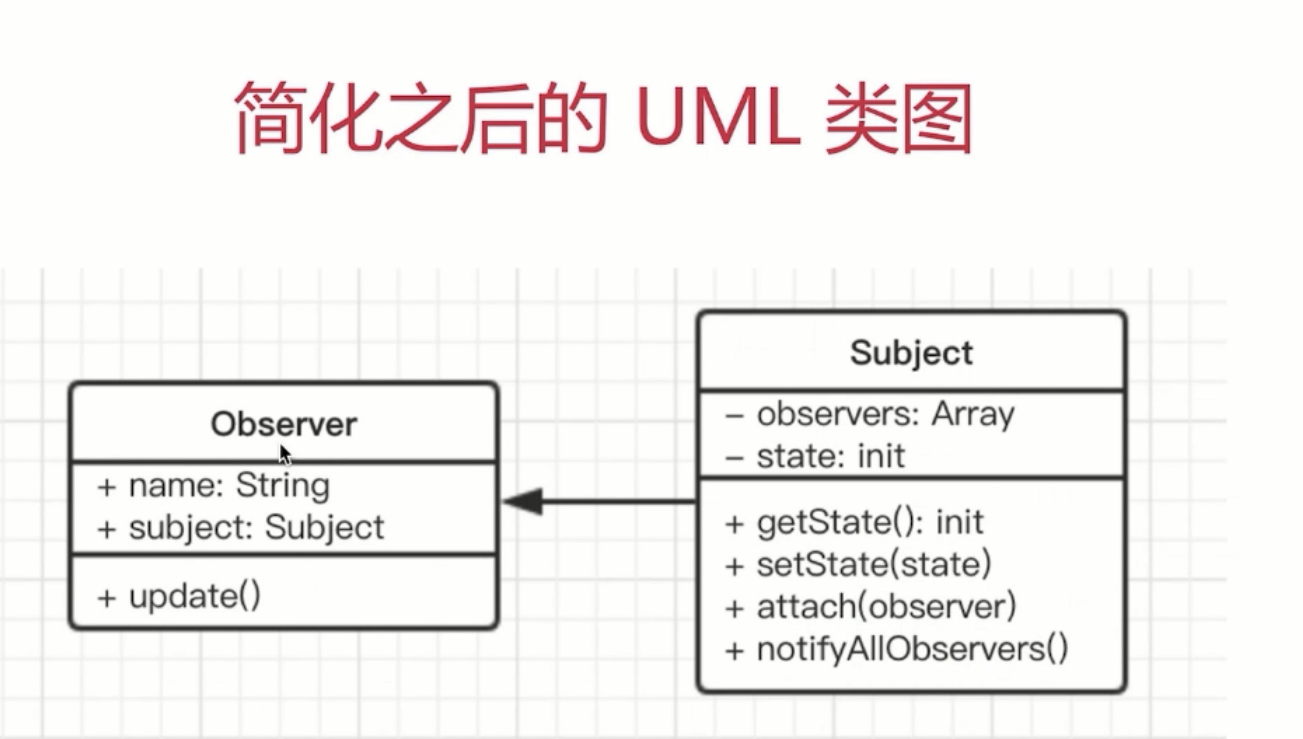 简化之后的 UML 类图
Observer
+ name: String
+ subject: Subject
+ update()
Subject
– observers: Array
– state: init
+ getState(): init
+ setState(state)
+ attach(observer)
+ notifyAllObservers()